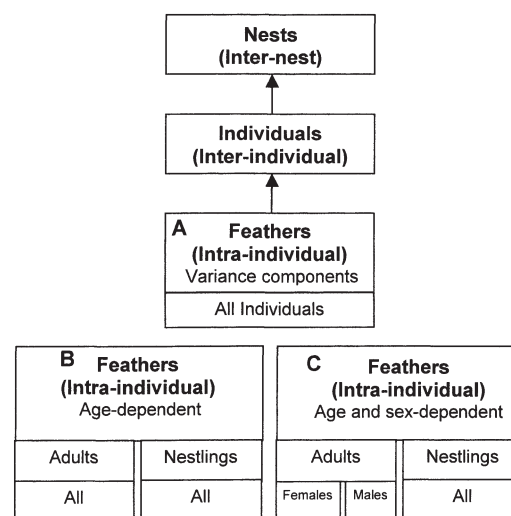 Nests
(Inter-nest)
Individuals
(Inter-individual)
A Feathers
(Intra-individual)
Variance components
All Individuals
B Feathers
(Intra-individual)
Age-dependent
Adults Nestlings
All All
C Feathers
(Intra-individual)
Age and sex-dependent
Adults Nestlings
Females Males All